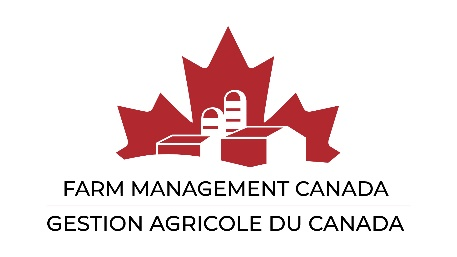 FARM MANAGEMENT CANADA
GESTION AGRICOLE DU CANADA